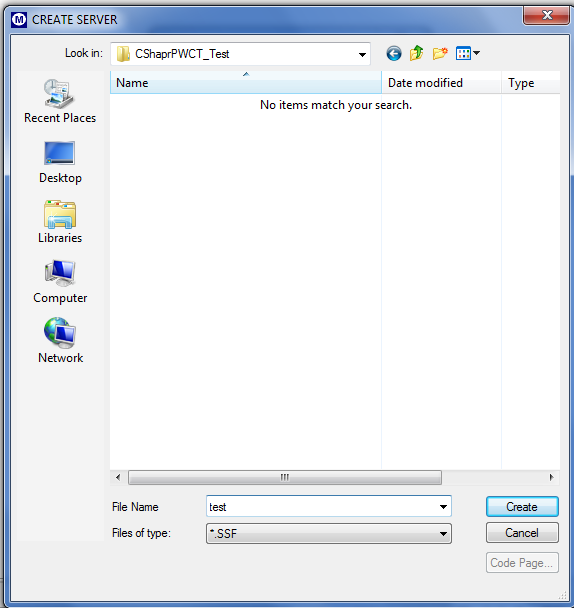 M CREATE SERVER
Look in: CShaprPWCT_Test
Name Date modified Type
No items match your search.
Recent Places
Desktop
Libraries
Computer
Network
File Name test Create
Files of type: *.SSF Cancel
Code Page...